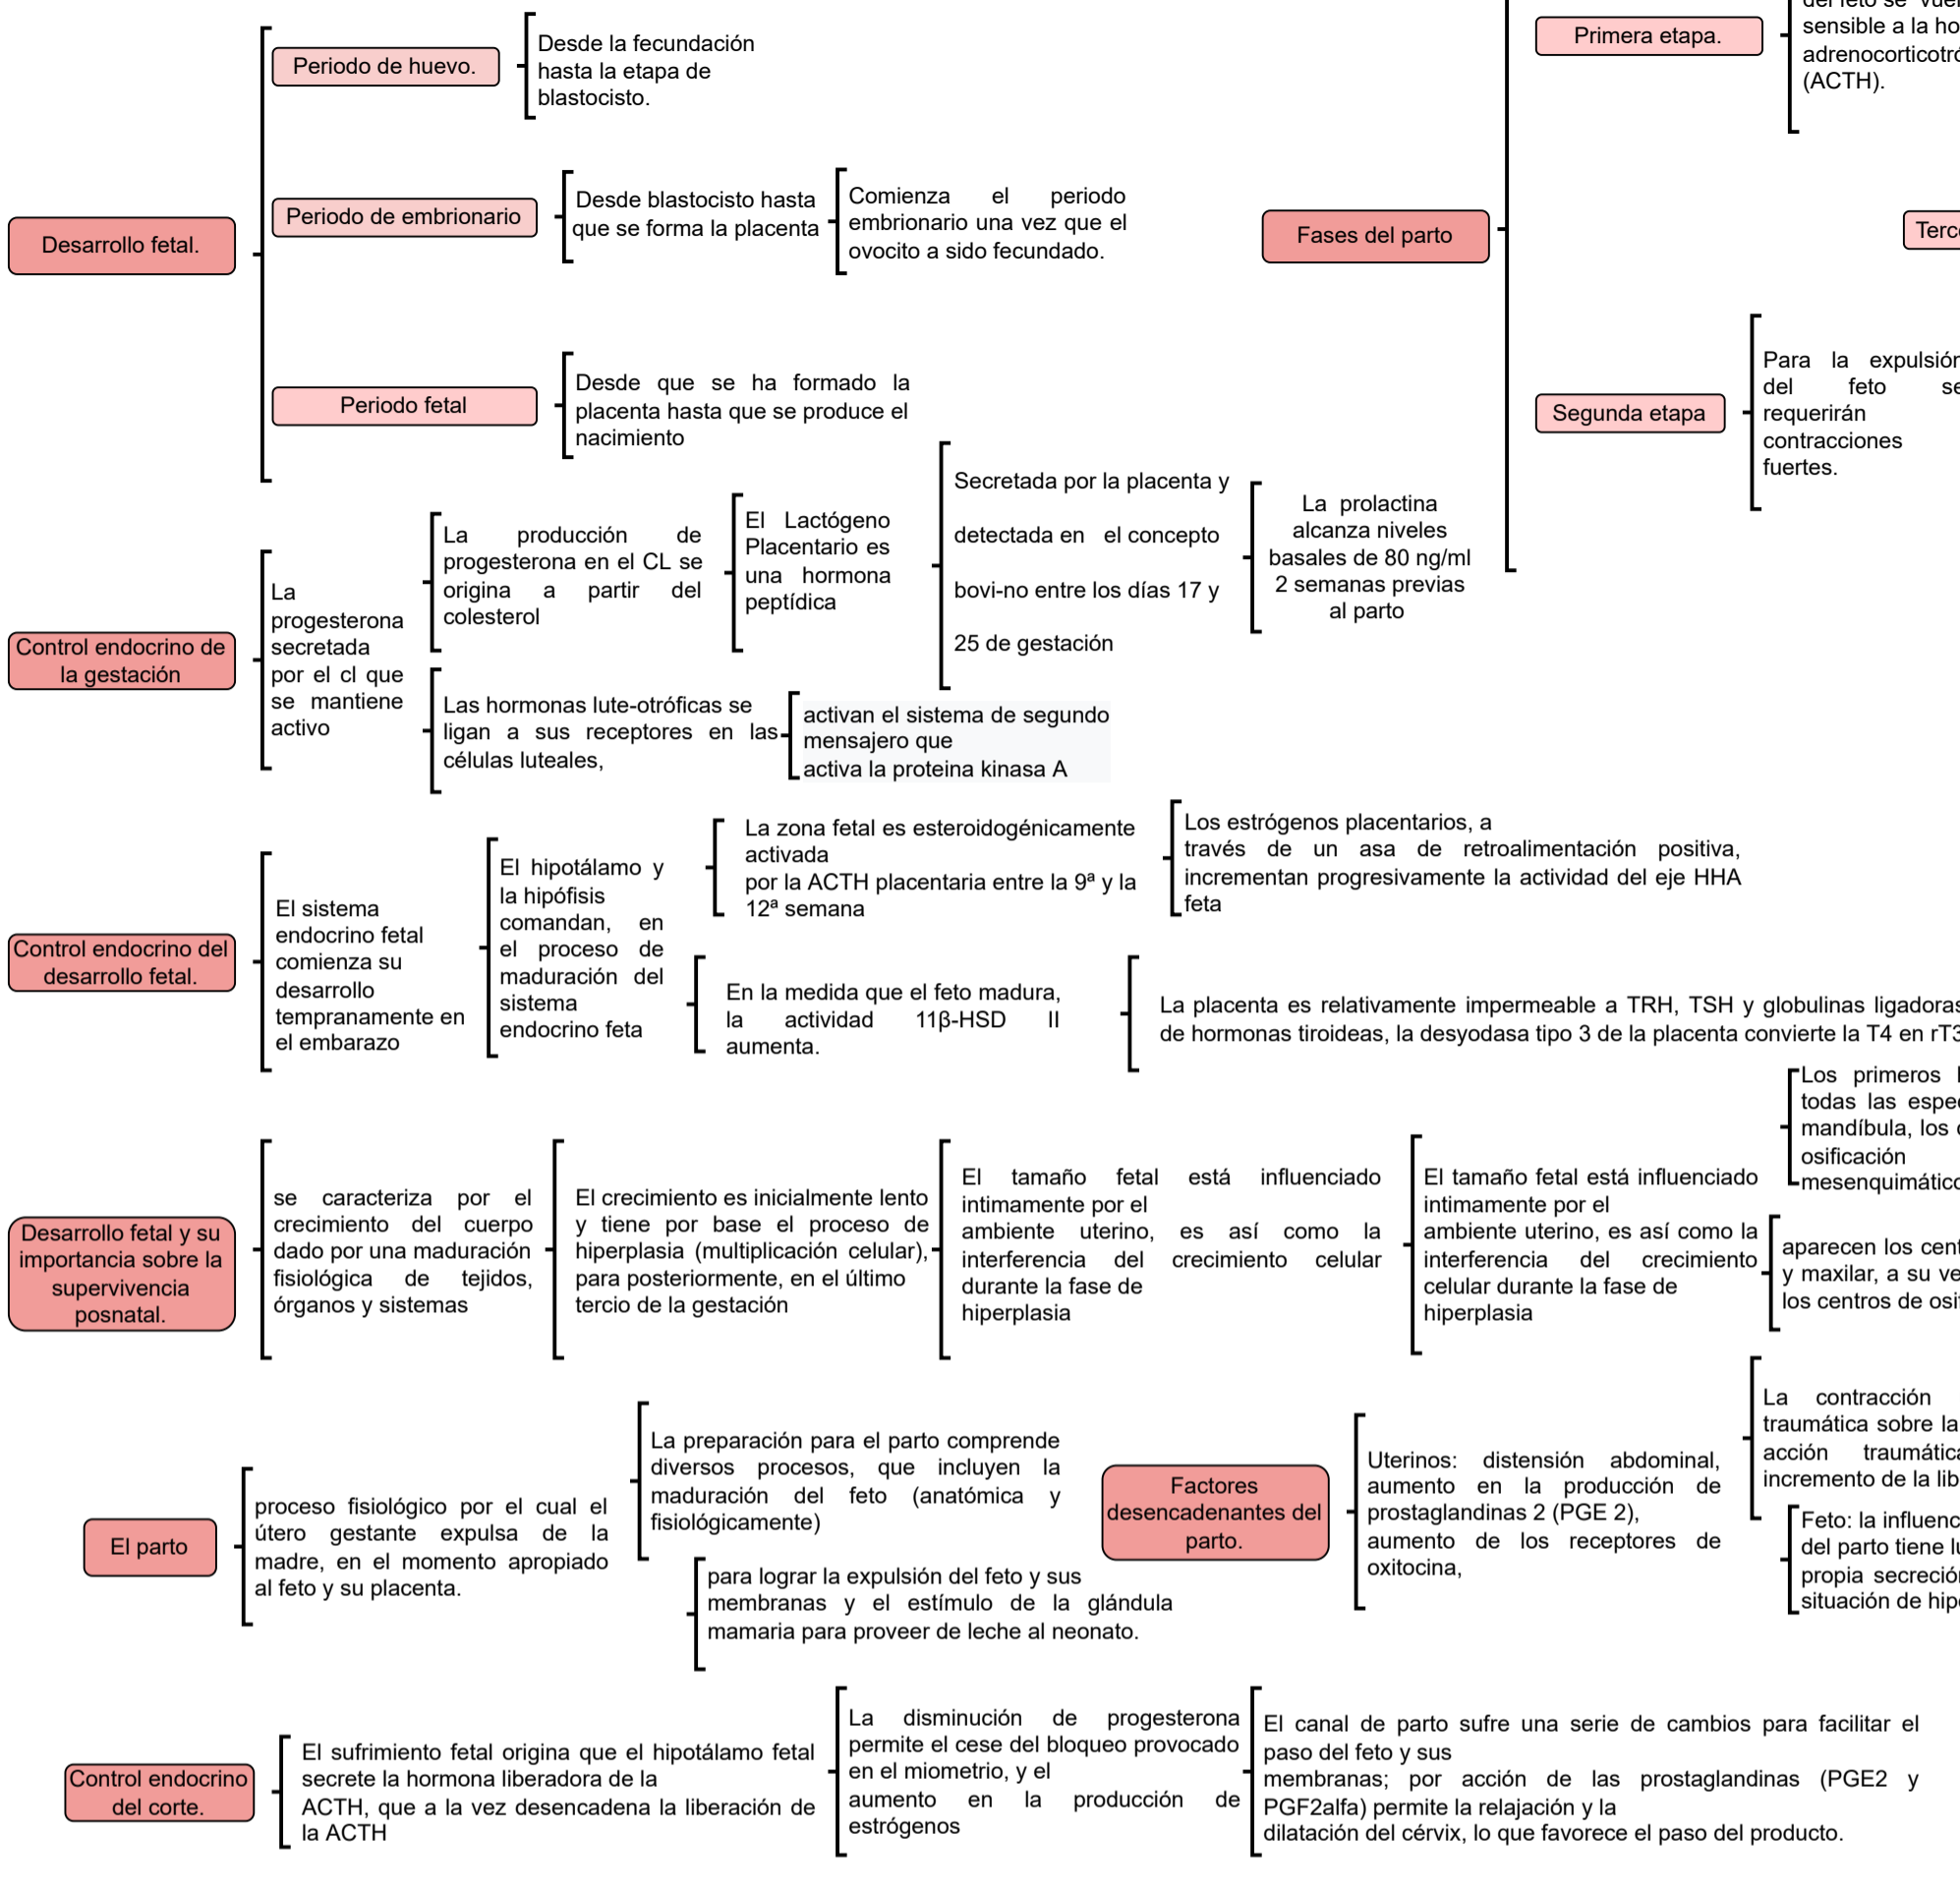 Desarrollo fetal.
Periodo de huevo.
Desde la fecundación
hasta la etapa de
blastocisto.
Periodo de embrionario
Desde blastocisto hasta
que se forma la placenta
Comienza el periodo
embrionario una vez que el
ovocito a sido fecundado.
Periodo fetal
Desde que se ha formado la
placenta hasta que se produce el
nacimiento
Fases del parto
Primera etapa.
sensible a la
(ACTH).
Segunda etapa
Para la expulsión
del feto se
requerirán
contracciones
fuertes.
Control endocrino de
la gestación
La
progesterona
secretada
por el cl que
se mantiene
activo
La producción de
progesterona en el CL se
origina a partir del
colesterol
El Lactógeno
Placentario es
una hormona
peptídica
Secretada por la placenta y
detectada en el concepto
bovi-no entre los días 17 y
25 de gestación
La prolactina
alcanza niveles
basales de 80 ng/ml
2 semanas previas
al parto
Las hormonas lute-otróficas se
ligan a sus receptores en las
células luteales,
activan el sistema de segundo
mensajero que
activa la proteina kinasa A
Control endocrino del
desarrollo fetal.
El sistema
endocrino fetal
comienza su
desarrollo
tempranamente en
el embarazo
El hipotálamo y
la hipófisis
comandan, en
el proceso de
maduración del
sistema
endocrino feta
La zona fetal es esteroidogénicamente
activada
por la ACTH placentaria entre la 9ª y la
12ª semana
Los estrógenos placentarios, a
través de un asa de retroalimentación positiva,
incrementan progresivamente la actividad del eje HHA
feta
En la medida que el feto madura,
la actividad 11β-HSD II
aumenta.
La placenta es relativamente impermeable a TRH, TSH y globulinas ligadoras
de hormonas tiroideas, la desyodasa tipo 3 de la placenta convierte la T4 en rT3
Desarrollo fetal y su
importancia sobre la
supervivencia
posnatal.
se caracteriza por el
crecimiento del cuerpo
dado por una maduración
fisiológica de tejidos,
órganos y sistemas
El crecimiento es inicialmente lento
y tiene por base el proceso de
hiperplasia (multiplicación celular),
para posteriormente, en el último
tercio de la gestación
El tamaño fetal está influenciado
intimamente por el
ambiente uterino, es así como la
interferencia del crecimiento celular
durante la fase de
hiperplasia
El tamaño fetal está influenciado
intimamente por el
ambiente uterino, es así como la
interferencia del crecimiento
celular durante la fase de
hiperplasia
Los primeros
todas las
mandíbula, los
osificación
aparecen los
y maxilar, a su
los centros de
El parto
proceso fisiológico por el cual el
útero gestante expulsa de la
madre, en el momento apropiado
al feto y su placenta.
La preparación para el parto comprende
diversos procesos, que incluyen la
maduración del feto (anatómica y
fisiológicamente)
para lograr la expulsión del feto y sus
membranas y el estímulo de la glándula
mamaria para proveer de leche al neonato.
Factores
desencadenantes del
parto.
Uterinos: distensión abdominal,
aumento en la producción de
prostaglandinas 2 (PGE 2),
aumento de los receptores de
oxitocina,
La contracción
traumática sobre la
acción
incremento de la
Feto: la
del parto tiene
propia
situación de
Control endocrino
del corte.
El sufrimiento fetal origina que el hipotálamo fetal
secrete la hormona liberadora de la
ACTH, que a la vez desencadena la liberación de
la ACTH
La disminución de progesterona
permite el cese del bloqueo provocado
en el miometrio, y el
aumento en la producción de
estrógenos
El canal de parto sufre una serie de cambios para facilitar el
paso del feto y sus
membranas; por acción de las prostaglandinas (PGE2 y
PGF2alfa) permite la relajación y la
dilatación del cérvix, lo que favorece el paso del producto.